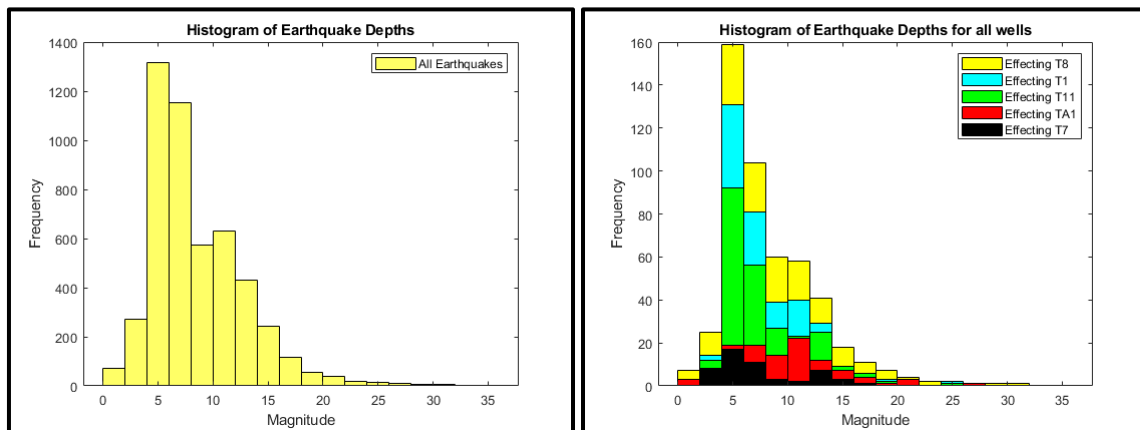 Histogram of Earthquake Depths
1400
1200
1000
800
600
400
200
0
Frequency
All Earthquakes
0 5 10 15 20 25 30 35
Magnitude
Histogram of Earthquake Depths for all wells
160
140
120
100
80
60
40
20
0
Frequency
Effecting T8
Effecting T1
Effecting T11
Effecting TA1
Effecting T7
0 5 10 15 20 25 30 35
Magnitude